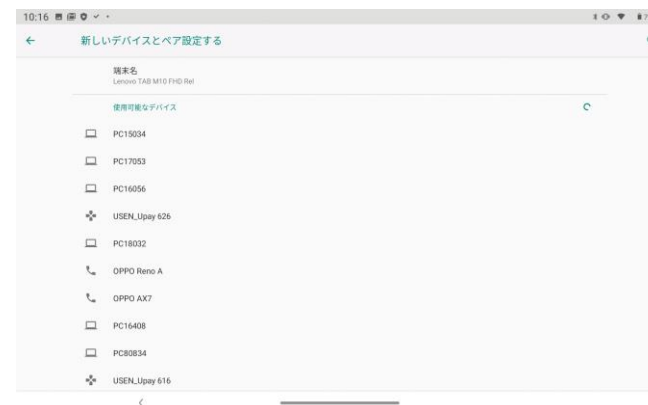 10:16
新しいデバイスとペア設定する
端末名
Lenovo TAB M10 FHD Rel
使用可能なデバイス
PC15034
PC17053
PC16056
USEN_Upay 626
PC18032
OPPO Reno A
OPPO AX7
PC16408
PC80834
USEN_Upay 616